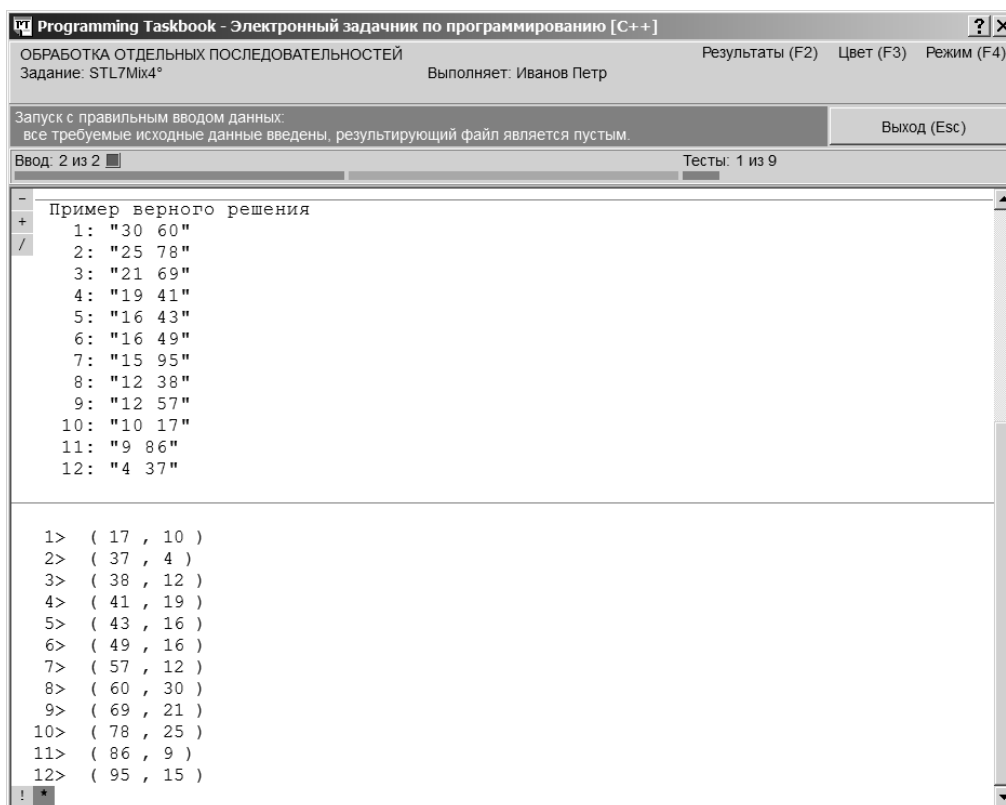 Programming Taskbook - Электронный задачник по программированию [C++]
ОБРАБОТКА ОТДЕЛЬНЫХ ПОСЛЕДОВАТЕЛЬНОСТЕЙ
Результаты (F2) Цвет (F3) Режим (F4)
Задание: STL7Mix4° Выполняет: Иванов Петр
Запуск с правильным вводом данных:
все требуемые исходные данные введены, результирующий файл является пустым.
Выход (Esc)
Ввод: 2 из 2 Тесты: 1 из 9
Пример верного решения
1: "30 60"
2: "25 78"
3: "21 69"
4: "19 41"
5: "16 43"
6: "16 49"
7: "15 95"
8: "12 38"
9: "12 57"
10: "10 17"
11: "9 86"
12: "4 37"
1> ( 17 , 10 )
2> ( 37 , 4 )
3> ( 38 , 12 )
4> ( 41 , 19 )
5> ( 43 , 16 )
6> ( 49 , 16 )
7> ( 57 , 12 )
8> ( 60 , 30 )
9> ( 69 , 21 )
10> ( 78 , 25 )
11> ( 86 , 9 )
12> ( 95 , 15 )
! *